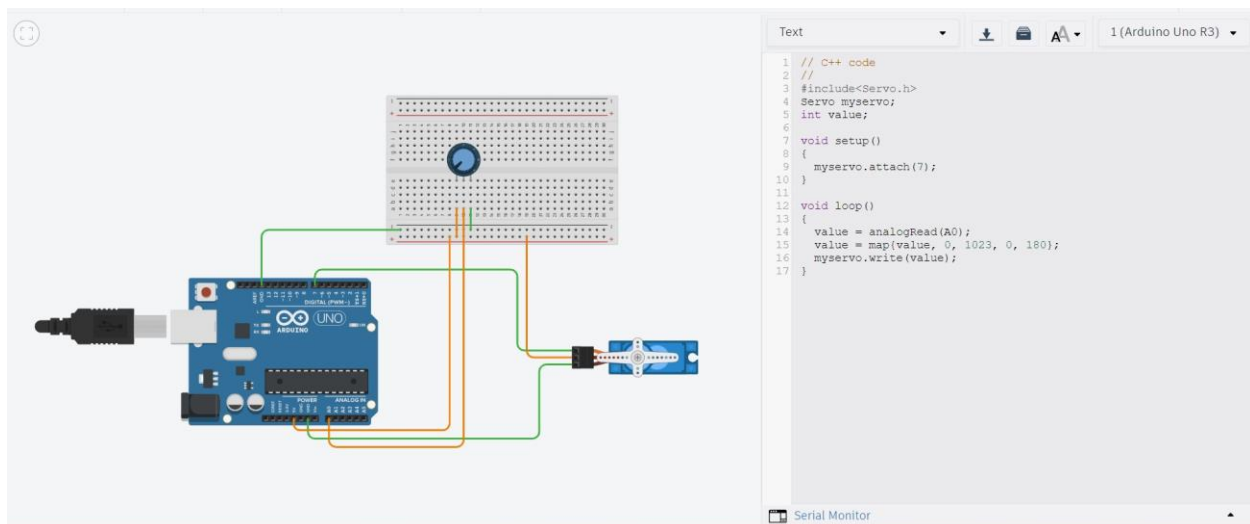 Text
1 (Arduino Uno R3)
1 // C++ code
2 //
3 #include<Servo.h>
4 Servo myservo;
5 int value;
6
7 void setup()
8 {
9   myservo.attach(7);
10 }
11
12 void loop()
13 {
14   value = analogRead(A0);
15   value = map(value, 0, 1023, 0, 180);
16   myservo.write(value);
17 }
DIGITAL (PWM~)
UNO
ARDUINO
POWER
ANALOG IN
Serial Monitor